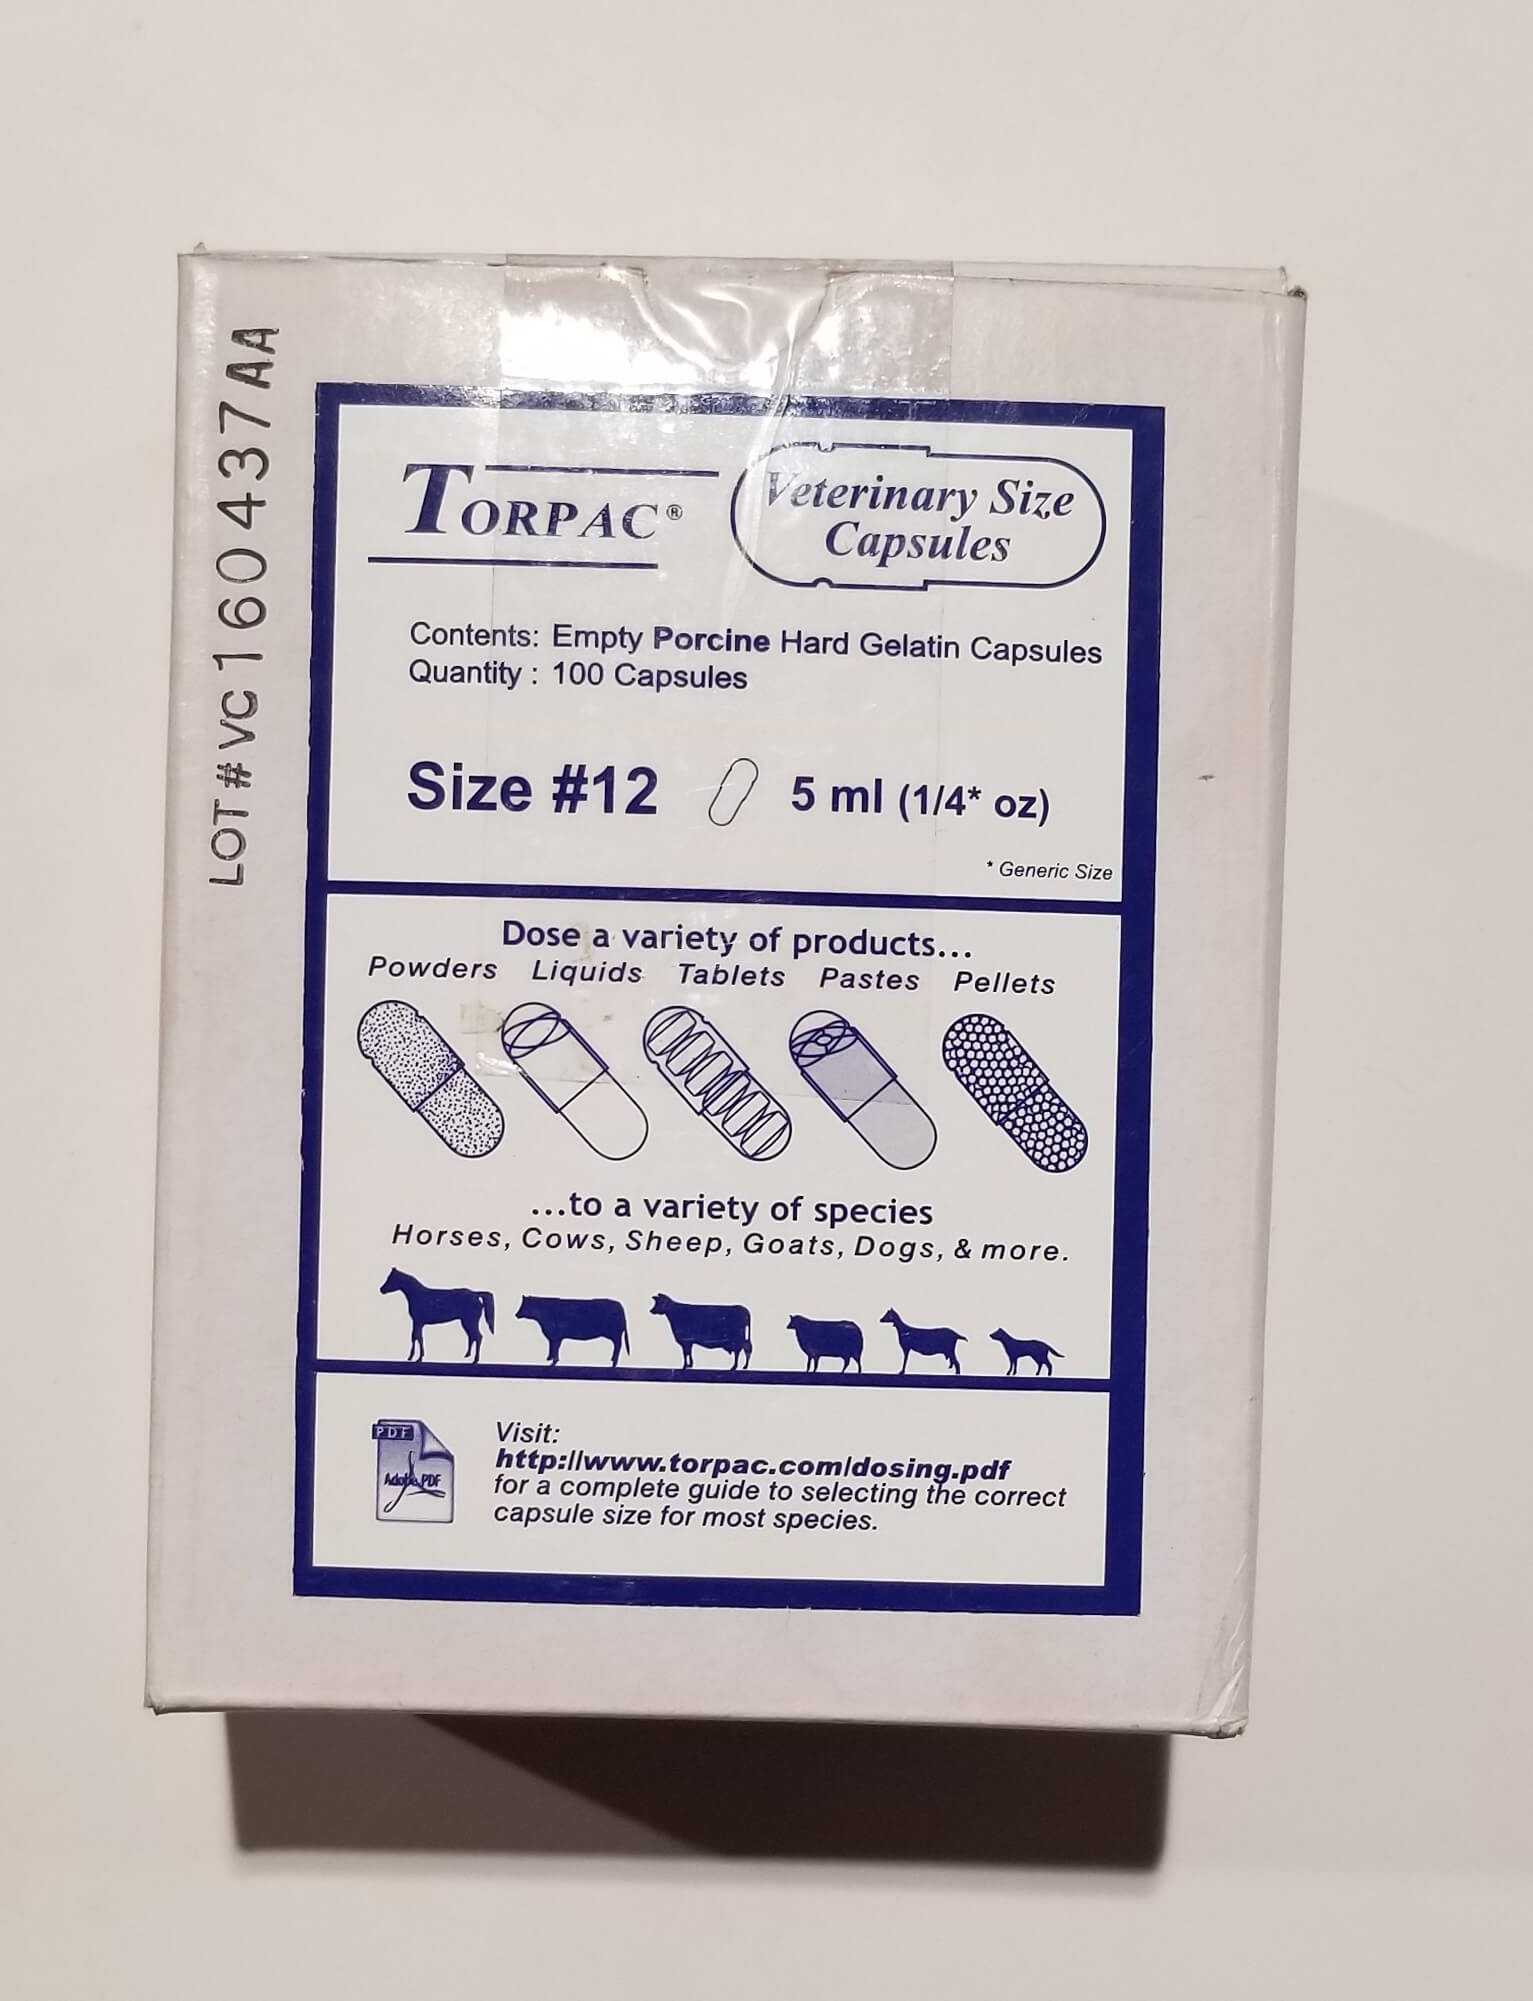 LOT#VC160437AA
TORPAC®
Veterinary Size
Capsules
Contents: Empty Porcine Hard Gelatin Capsules
Quantity : 100 Capsules
Size #12 5 ml (1/4* oz)
* Generic Size
Dose a variety of products...
Powders Liquids Tablets Pastes Pellets
...to a variety of species
Horses, Cows, Sheep, Goats, Dogs, & more.
PDF
Adobe PDF
Visit:
http://www.torpac.com/dosing.pdf
for a complete guide to selecting the correct
capsule size for most species.